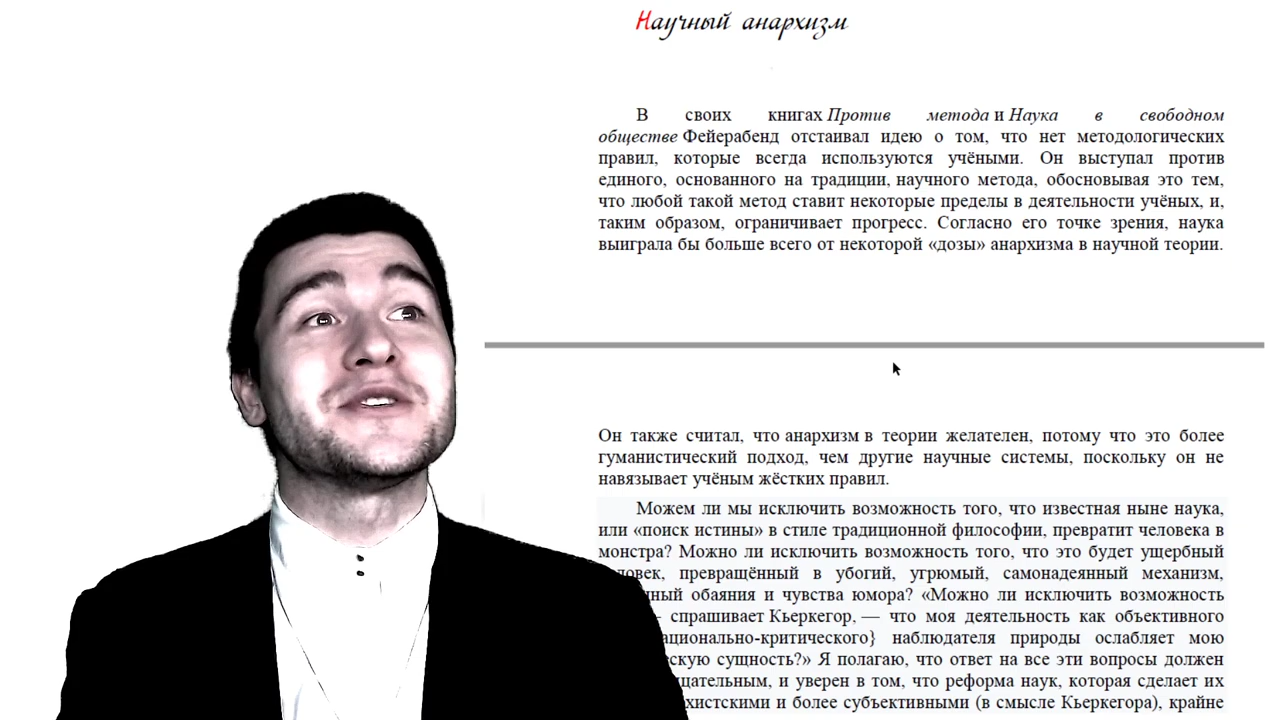 Научный анархизм
В своих книгах Против метода и Наука в свободном
обществе Фейерабенд отстаивал идею о том, что нет методологических
правил, которые всегда используются учёными. Он выступал против
единого, основанного на традиции, научного метода, обосновывая это тем,
что любой такой метод ставит некоторые пределы в деятельности учёных, и,
таким образом, ограничивает прогресс. Согласно его точке зрения, наука
выиграла бы больше всего от некоторой «дозы» анархизма в научной теории.
Он также считал, что анархизм в теории желателен, потому что это более
гуманистический подход, чем другие научные системы, поскольку он не
навязывает учёным жёстких правил.
Можем ли мы исключить возможность того, что известная ныне наука,
или «поиск истины» в стиле традиционной философии, превратит человека в
монстра? Можно ли исключить возможность того, что это будет ущербный
превращённый в убогий, угрюмый, самонадеянный механизм,
обаяния и чувства юмора? «Можно ли исключить возможность
— спрашивает Кьеркегор, — что моя деятельность как объективного
наблюдателя природы ослабляет мою
сущность?» Я полагаю, что ответ на все эти вопросы должен
и уверен в том, что реформа наук, которая сделает их
и более субъективными (в смысле Кьеркегора), крайне